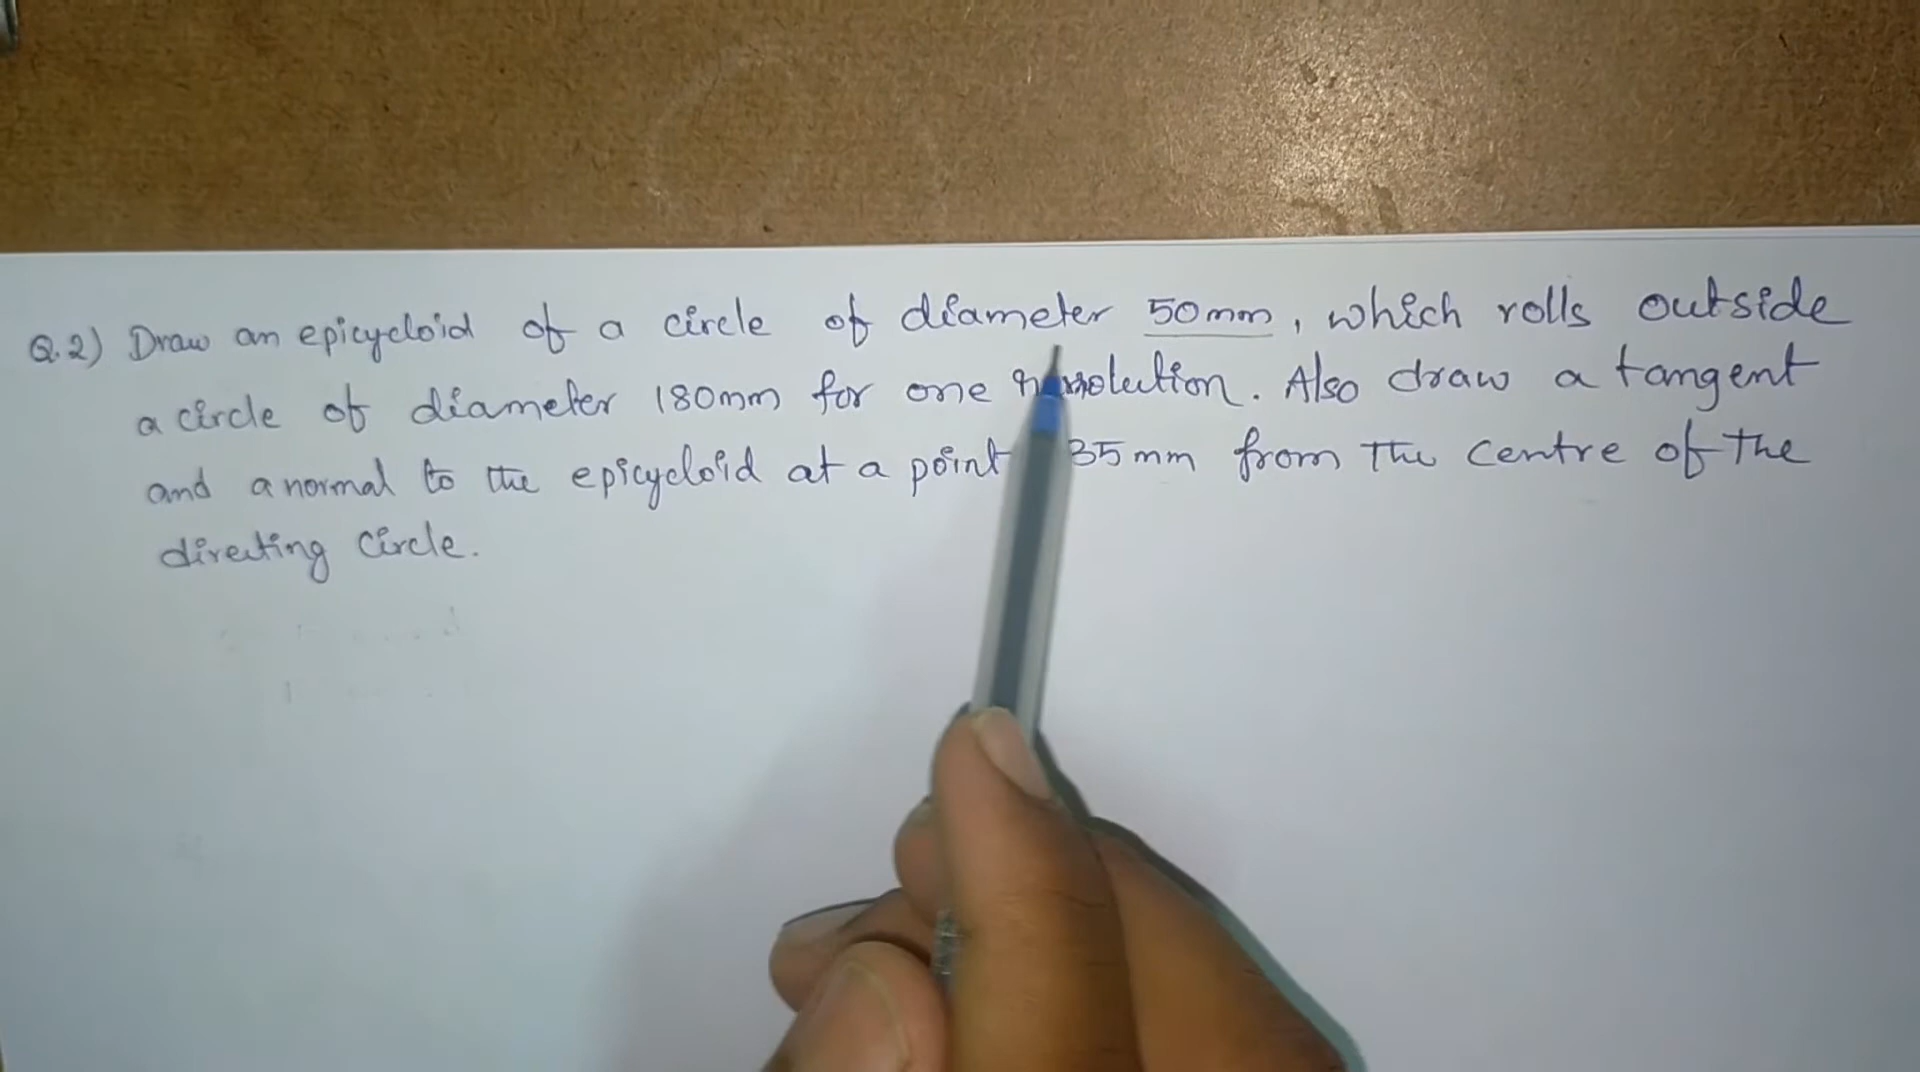 Q.2) Draw an epicycloid of a circle of diameter 50mm, which rolls outside
a circle of diameter 180mm for one revolution. Also draw a tangent
and a normal to the epicycloid at a point 35mm from the centre of the
directing circle.